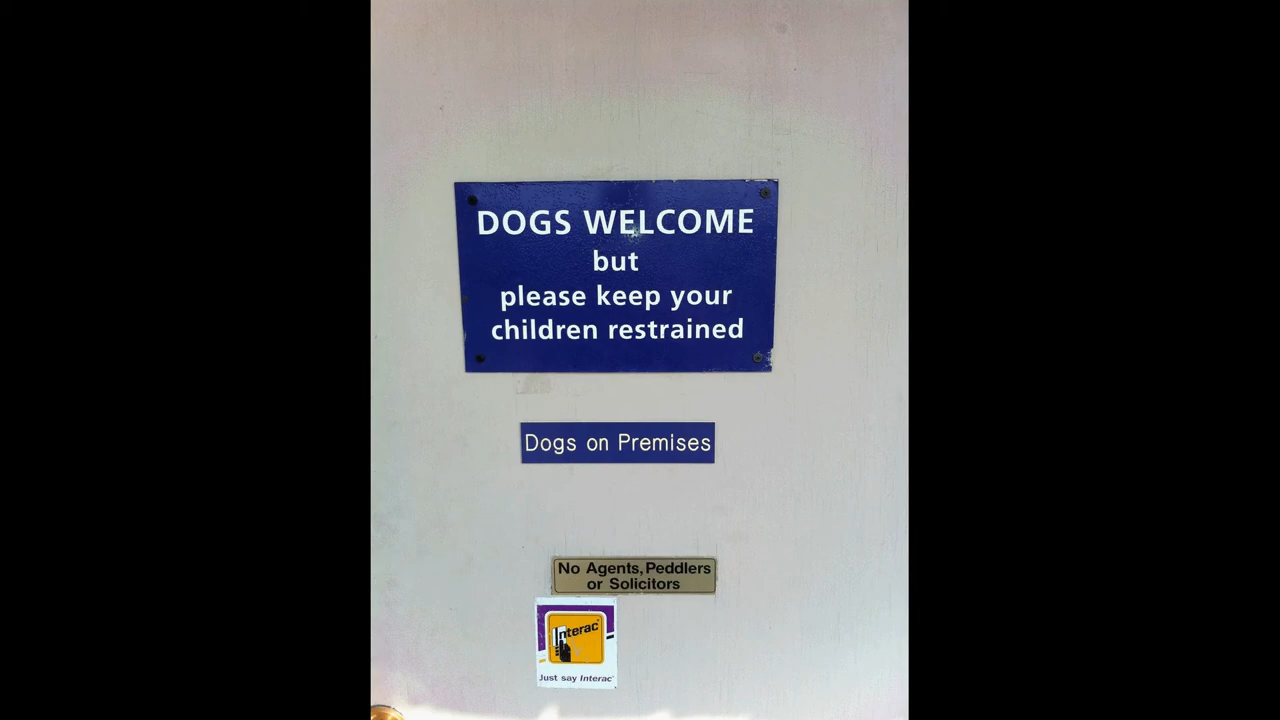 DOGS WELCOME
but
please keep your
children restrained
Dogs on Premises
No Agents, Peddlers
or Solicitors
Interac
Just say Interac